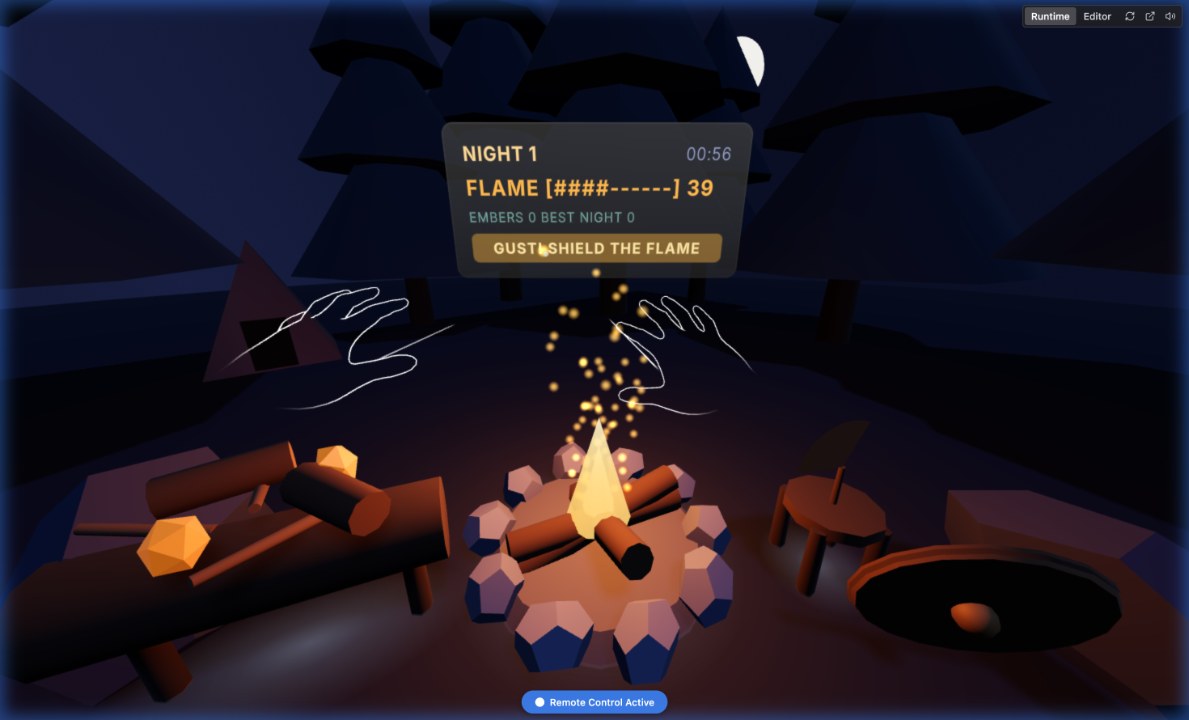 Runtime Editor
NIGHT 1 00:56
FLAME [####------] 39
EMBERS 0 BEST NIGHT 0
GUST! SHIELD THE FLAME
Remote Control Active